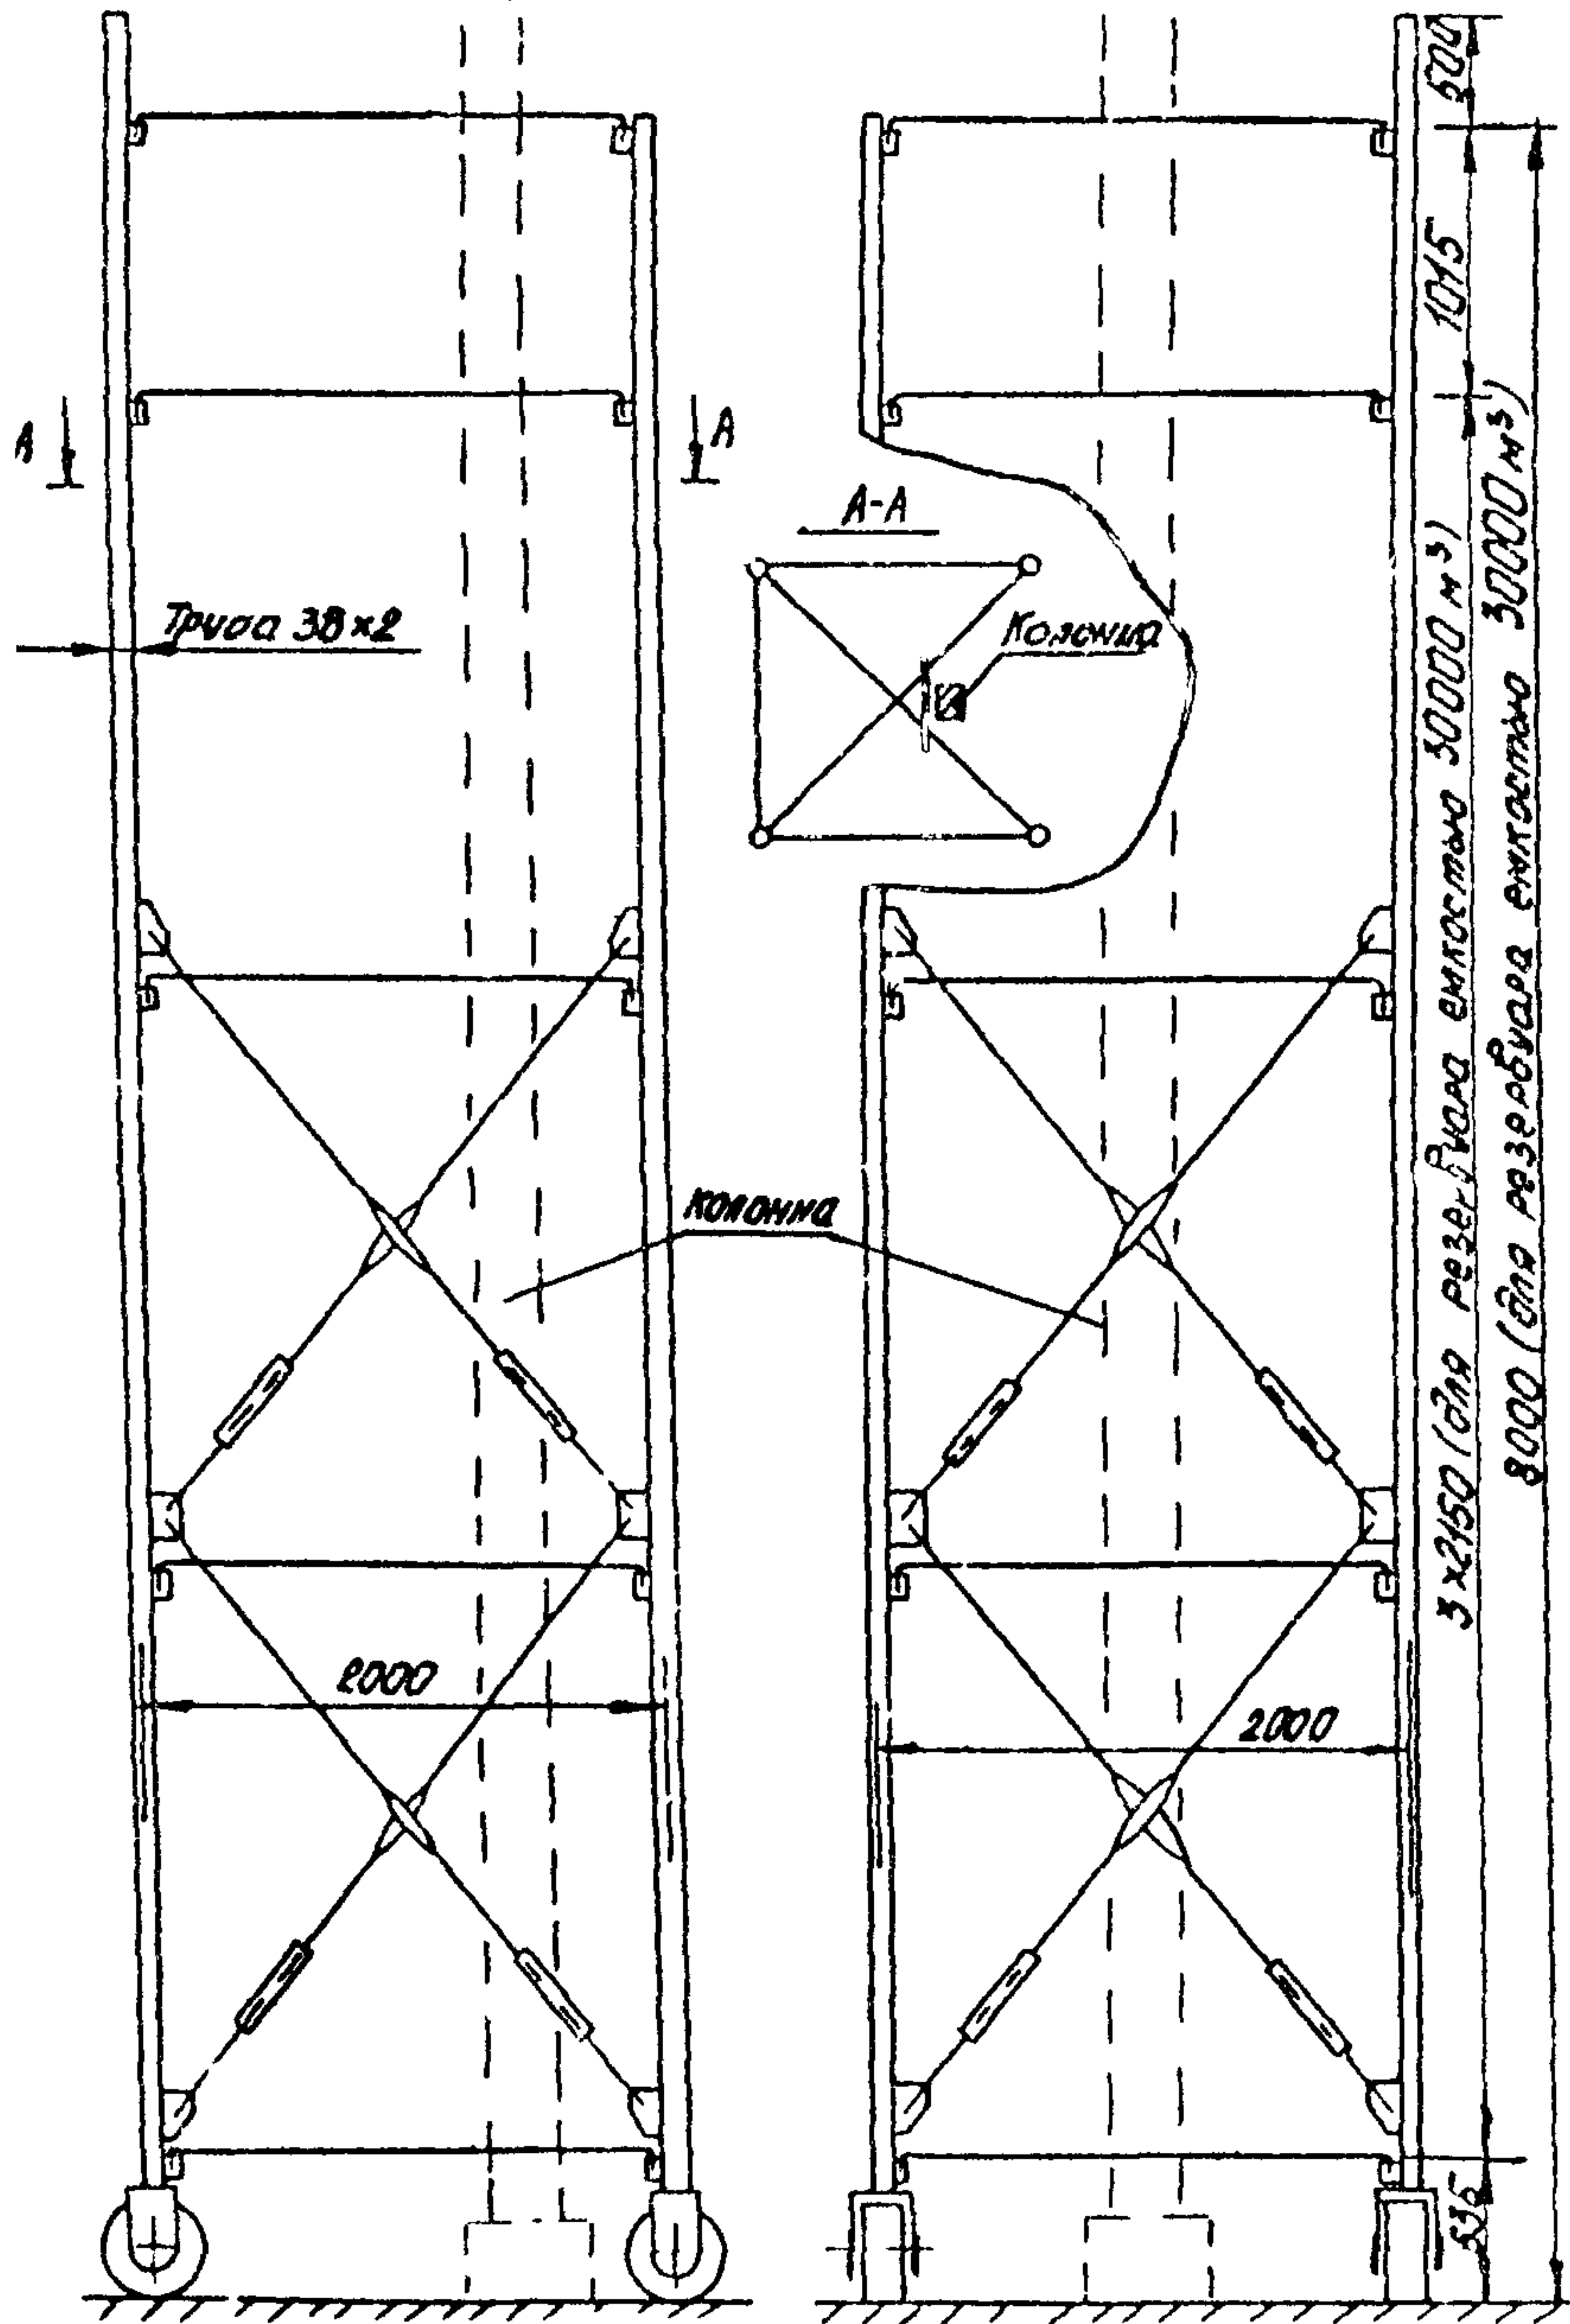 500
1015
А
А
А-А
Труба 38×2
Колонна
колонна
3×2150 (для резервуара емкостью 30000 м³)
8000 (для резервуара емкостью 30000 м³)
2000
2000
535